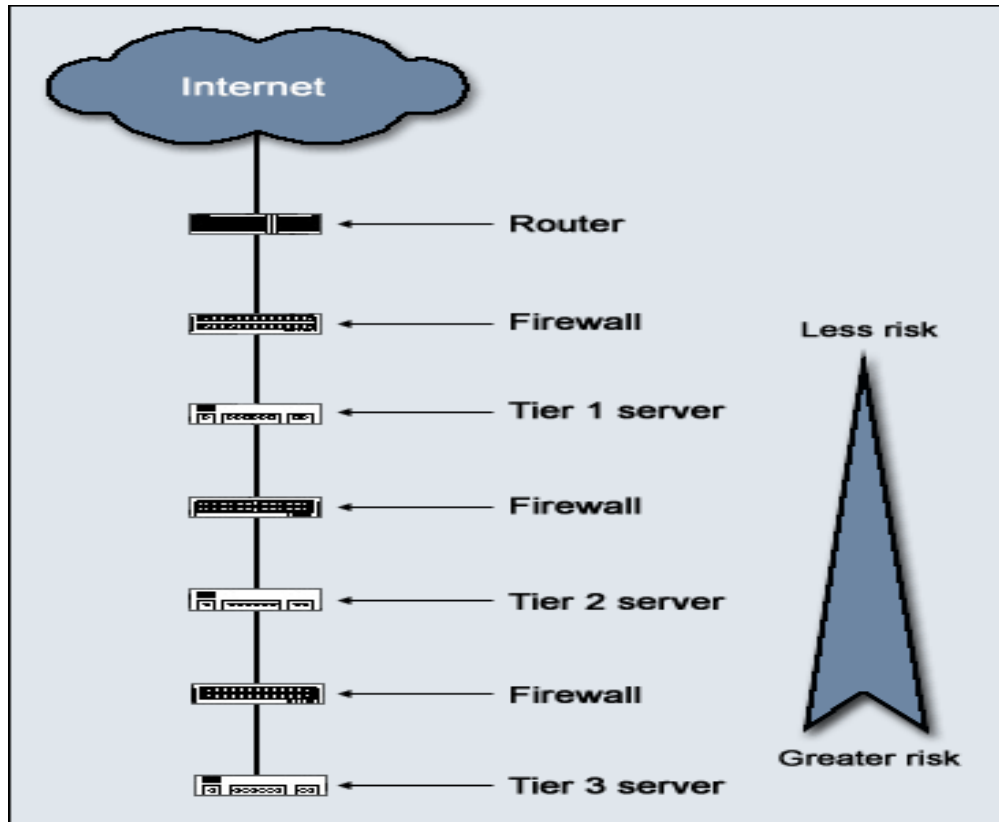 Internet
Router
Firewall
Less risk
Tier 1 server
Firewall
Tier 2 server
Firewall
Greater risk
Tier 3 server